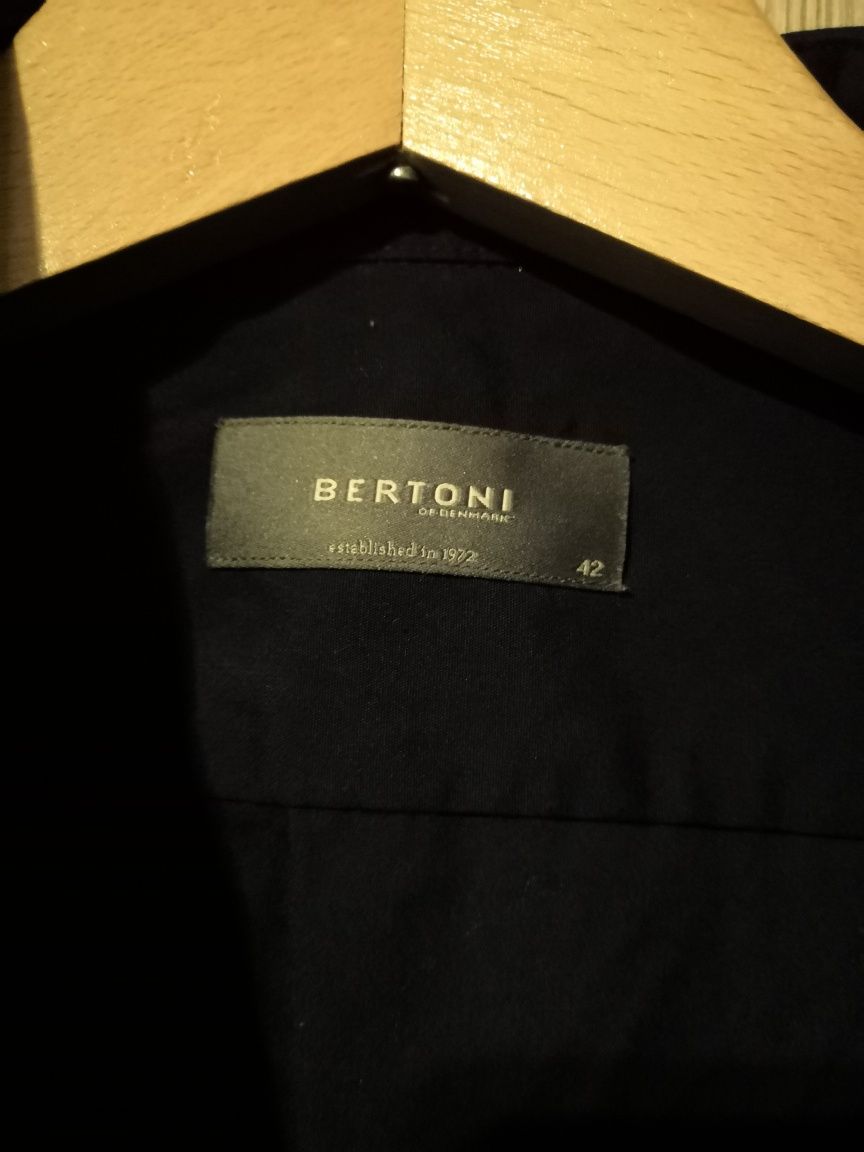 BERTONI
OF DENMARK
established in 1972
42